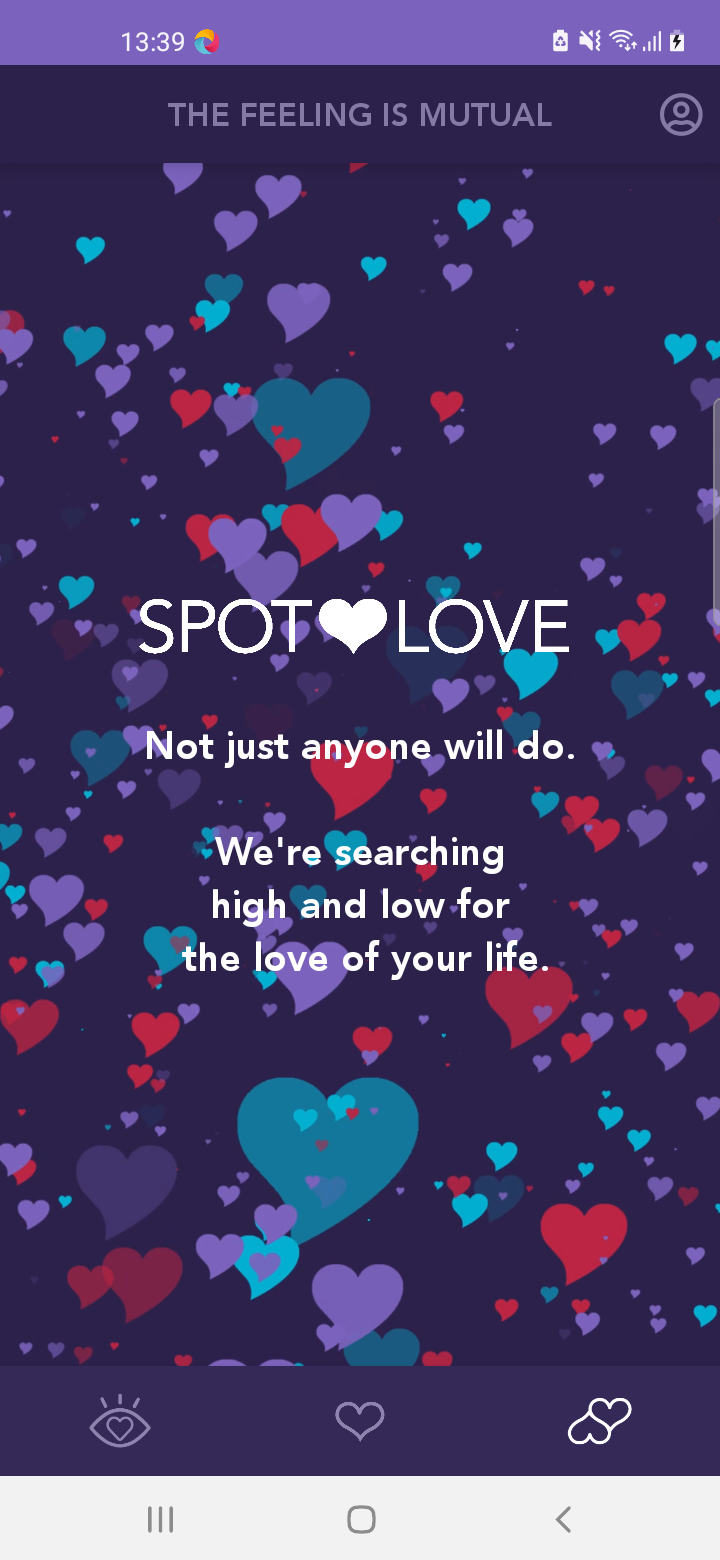 13:39
THE FEELING IS MUTUAL
SPOT LOVE
Not just anyone will do.
We're searching
high and low for
the love of your life.